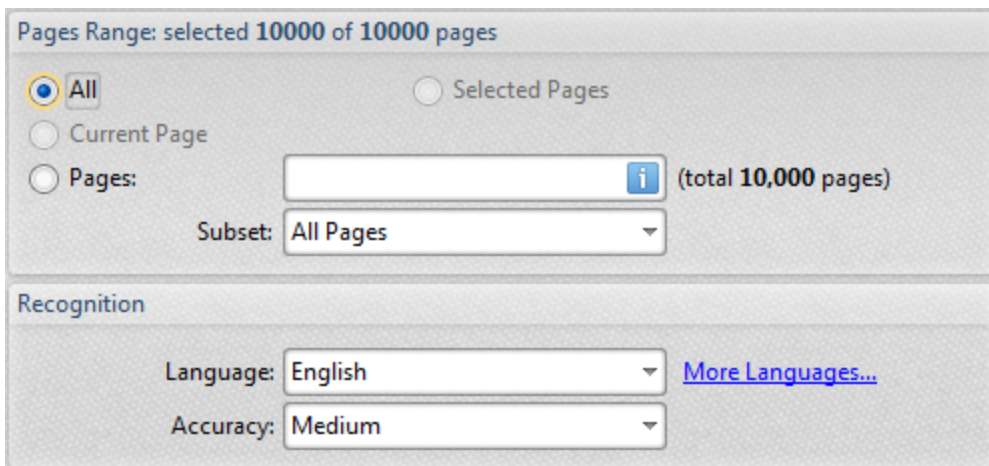 Pages Range: selected 10000 of 10000 pages
All Selected Pages
Current Page
Pages: i (total 10,000 pages)
Subset: All Pages
Recognition
Language: English More Languages...
Accuracy: Medium